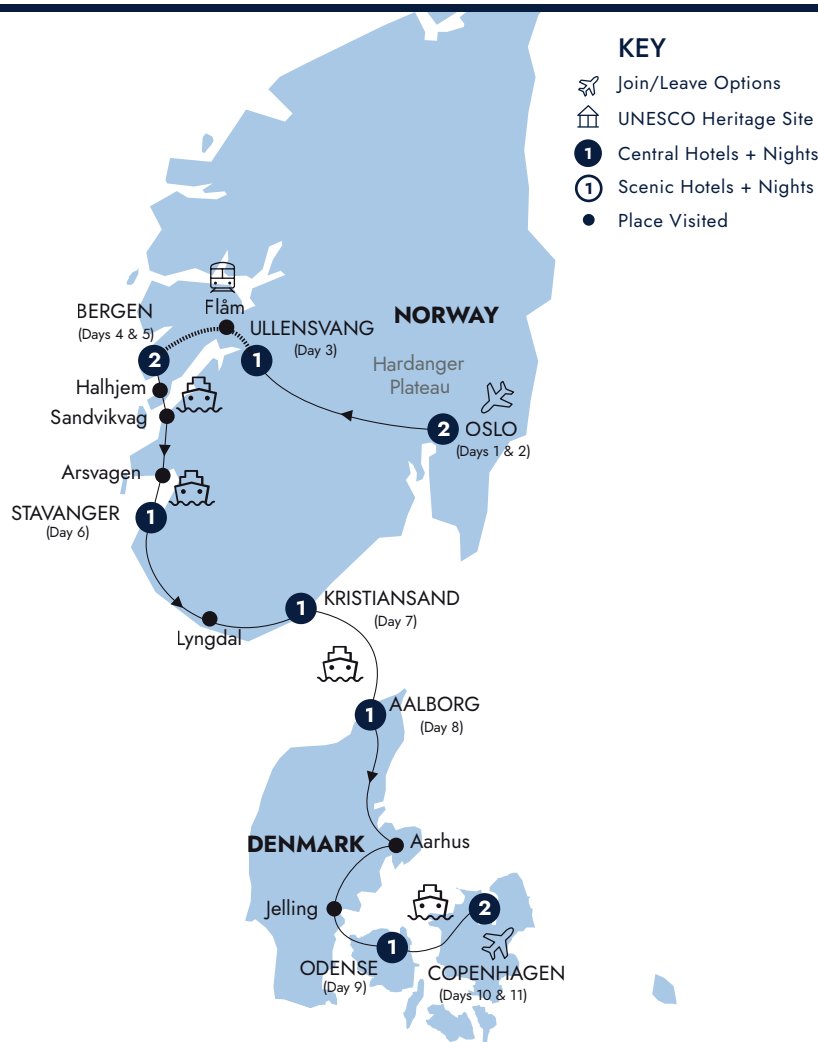 KEY
Join/Leave Options
UNESCO Heritage Site
1 Central Hotels + Nights
1 Scenic Hotels + Nights
Place Visited
BERGEN
(Days 4 & 5)
2
Flåm
ULLENSVANG
(Day 3)
1
NORWAY
Hardanger
Plateau
Halhjem
Sandvikvag
2 OSLO
(Days 1 & 2)
Arsvagen
STAVANGER
(Day 6)
1
Lyngdal
1
KRISTIANSAND
(Day 7)
1
AALBORG
(Day 8)
DENMARK
Aarhus
Jelling
1
ODENSE
(Day 9)
2
COPENHAGEN
(Days 10 & 11)